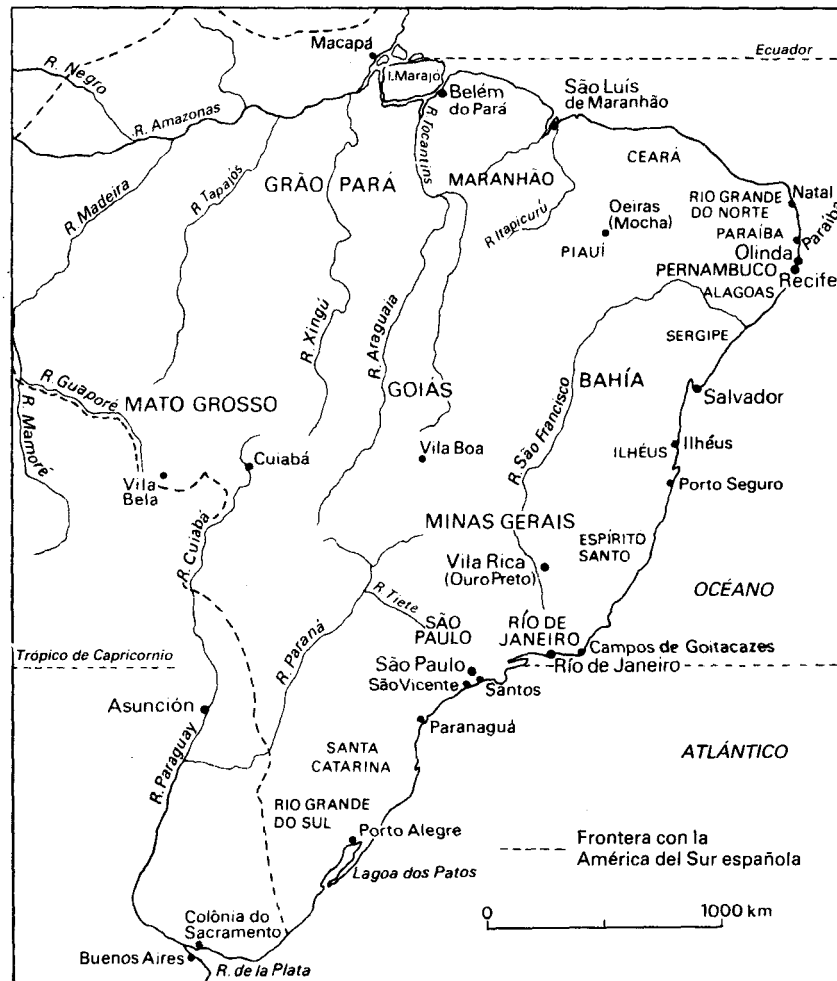 Macapá
Ecuador
R. Negro
I. Marajó
Belém
do Pará
São Luís
de Maranhão
R. Amazonas
R. Tocantins
CEARÁ
R. Madeira
R. Tapajós
GRÃO PARÁ
MARANHÃO
R. Itapicurú
Oeiras
(Mocha)
PIAUÍ
RIO GRANDE
DO NORTE
Natal
PARAÍBA
Paraíba
Olinda
PERNAMBUCO
Recife
ALAGOAS
SERGIPE
R. Xingú
R. Araguaia
R. Guaporé
R. Mamoré
MATO GROSSO
GOIÁS
R. São Francisco
BAHÍA
Salvador
Vila
Bela
Cuiabá
Vila Boa
ILHÉUS
Ilhéus
Porto Seguro
R. Cuiabá
MINAS GERAIS
Vila Rica
(Ouro Preto)
ESPÍRITO
SANTO
OCÉANO
R. Tiete
SÃO
PAULO
RÍO DE
JANEIRO
Campos de Goitacazes
Trópico de Capricornio
R. Paraná
São Paulo
Río de Janeiro
São Vicente
Santos
Asunción
Paranaguá
R. Paraguay
SANTA
CATARINA
ATLÁNTICO
RIO GRANDE
DO SUL
Porto Alegre
Lagoa dos Patos
Frontera con la
América del Sur española
0
1000 km
Colônia do
Sacramento
Buenos Aires
R. de la Plata